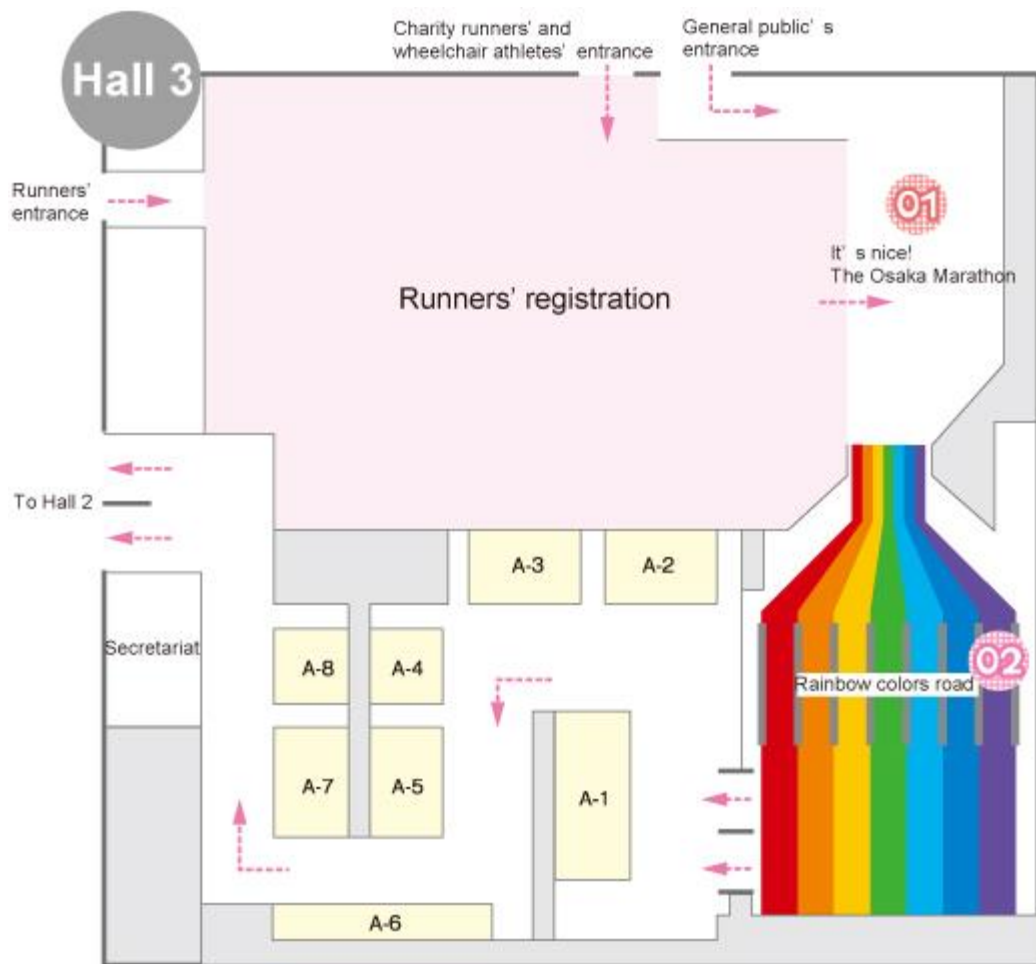 Hall 3
Charity runners' and
wheelchair athletes' entrance
General public' s
entrance
Runners'
entrance
01
It' s nice!
The Osaka Marathon
Runners' registration
To Hall 2
A-3
A-2
Secretariat
A-8
A-4
02
Rainbow colors road
A-7
A-5
A-1
A-6